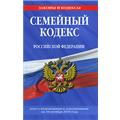 ЗАКОНЫ И КОДЕКСЫ
СЕМЕЙНЫЙ
КОДЕКС
РОССИЙСКОЙ ФЕДЕРАЦИИ